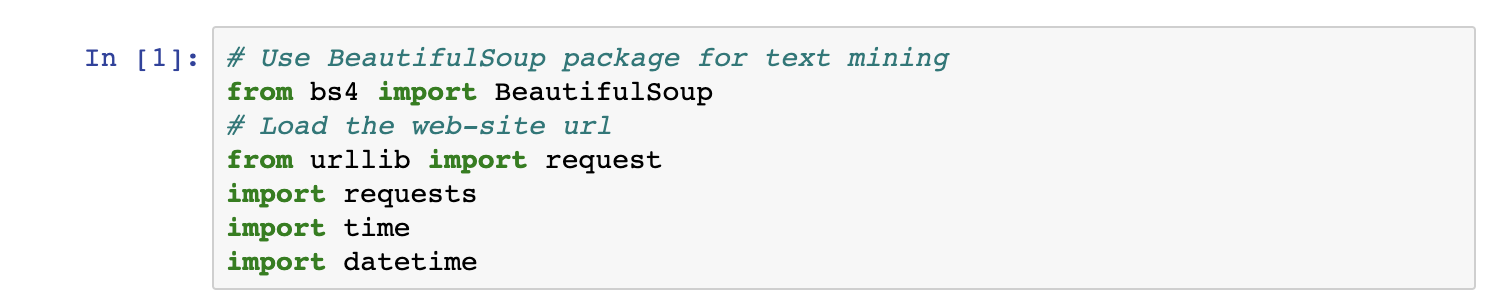 In [1]: # Use BeautifulSoup package for text mining
from bs4 import BeautifulSoup
# Load the web-site url
from urllib import request
import requests
import time
import datetime